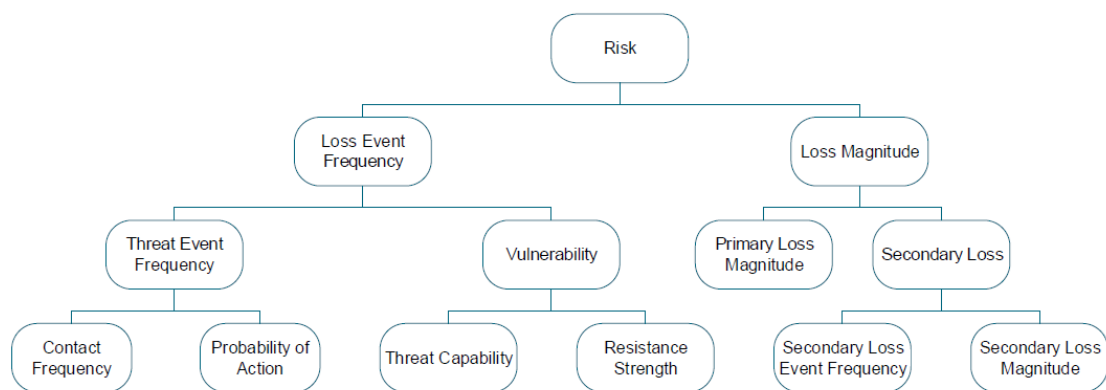 Risk
Loss Event
Frequency
Loss Magnitude
Threat Event
Frequency
Vulnerability
Primary Loss
Magnitude
Secondary Loss
Contact
Frequency
Probability of
Action
Threat Capability
Resistance
Strength
Secondary Loss
Event Frequency
Secondary Loss
Magnitude